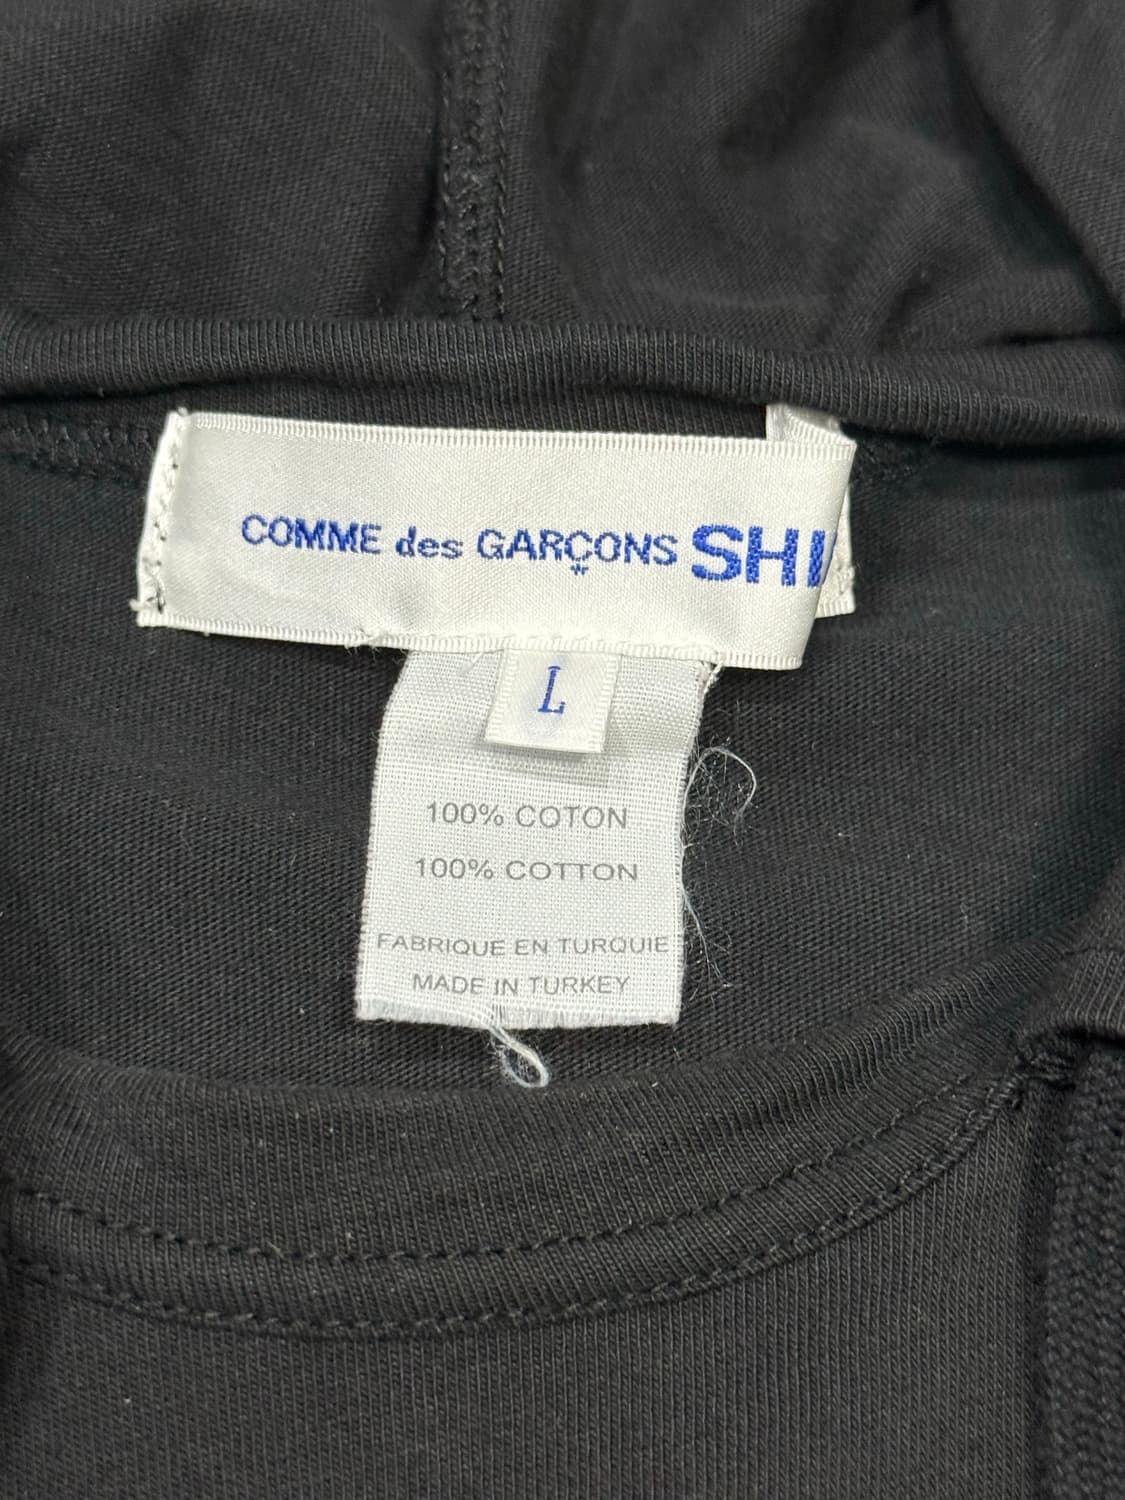 COMME des GARÇONS SHI
L
100% COTON
100% COTTON
FABRIQUE EN TURQUIE
MADE IN TURKEY